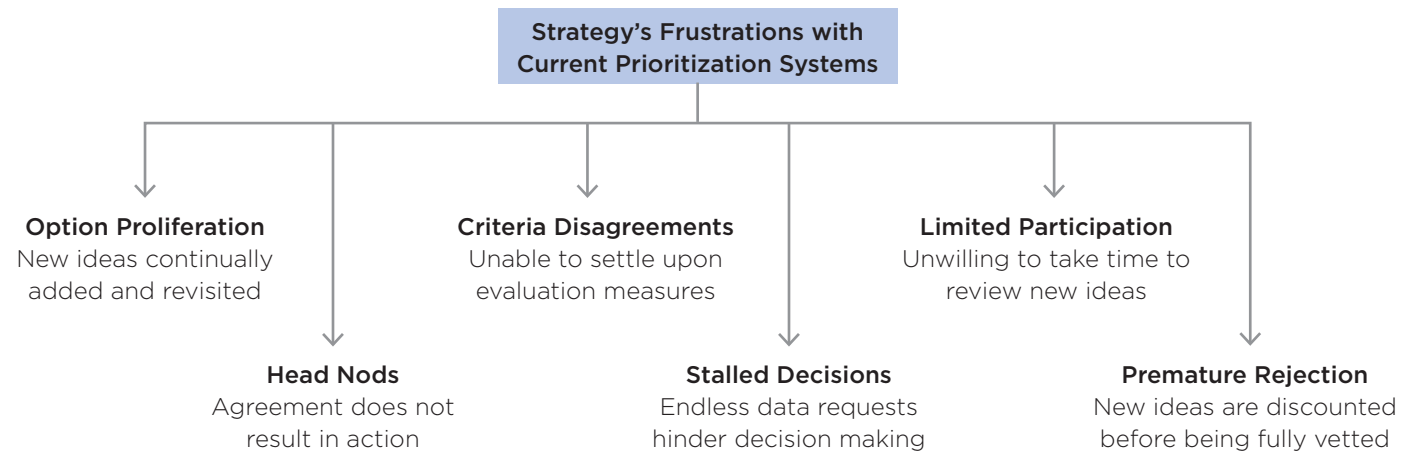 Strategy’s Frustrations with
Current Prioritization Systems
Option Proliferation
New ideas continually
added and revisited
Head Nods
Agreement does not
result in action
Criteria Disagreements
Unable to settle upon
evaluation measures
Stalled Decisions
Endless data requests
hinder decision making
Limited Participation
Unwilling to take time to
review new ideas
Premature Rejection
New ideas are discounted
before being fully vetted